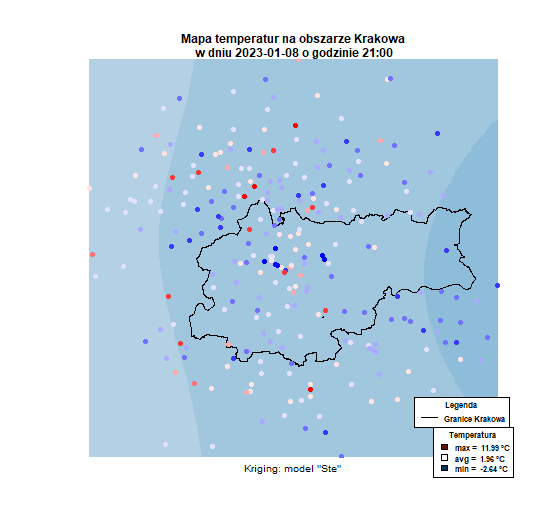 Mapa temperatur na obszarze Krakowa
w dniu 2023-01-08 o godzinie 21:00
Legenda
Granice Krakowa
Temperatura
max = 11.99 °C
avg = 1.96 °C
min = -2.64 °C
Kriging: model "Ste"